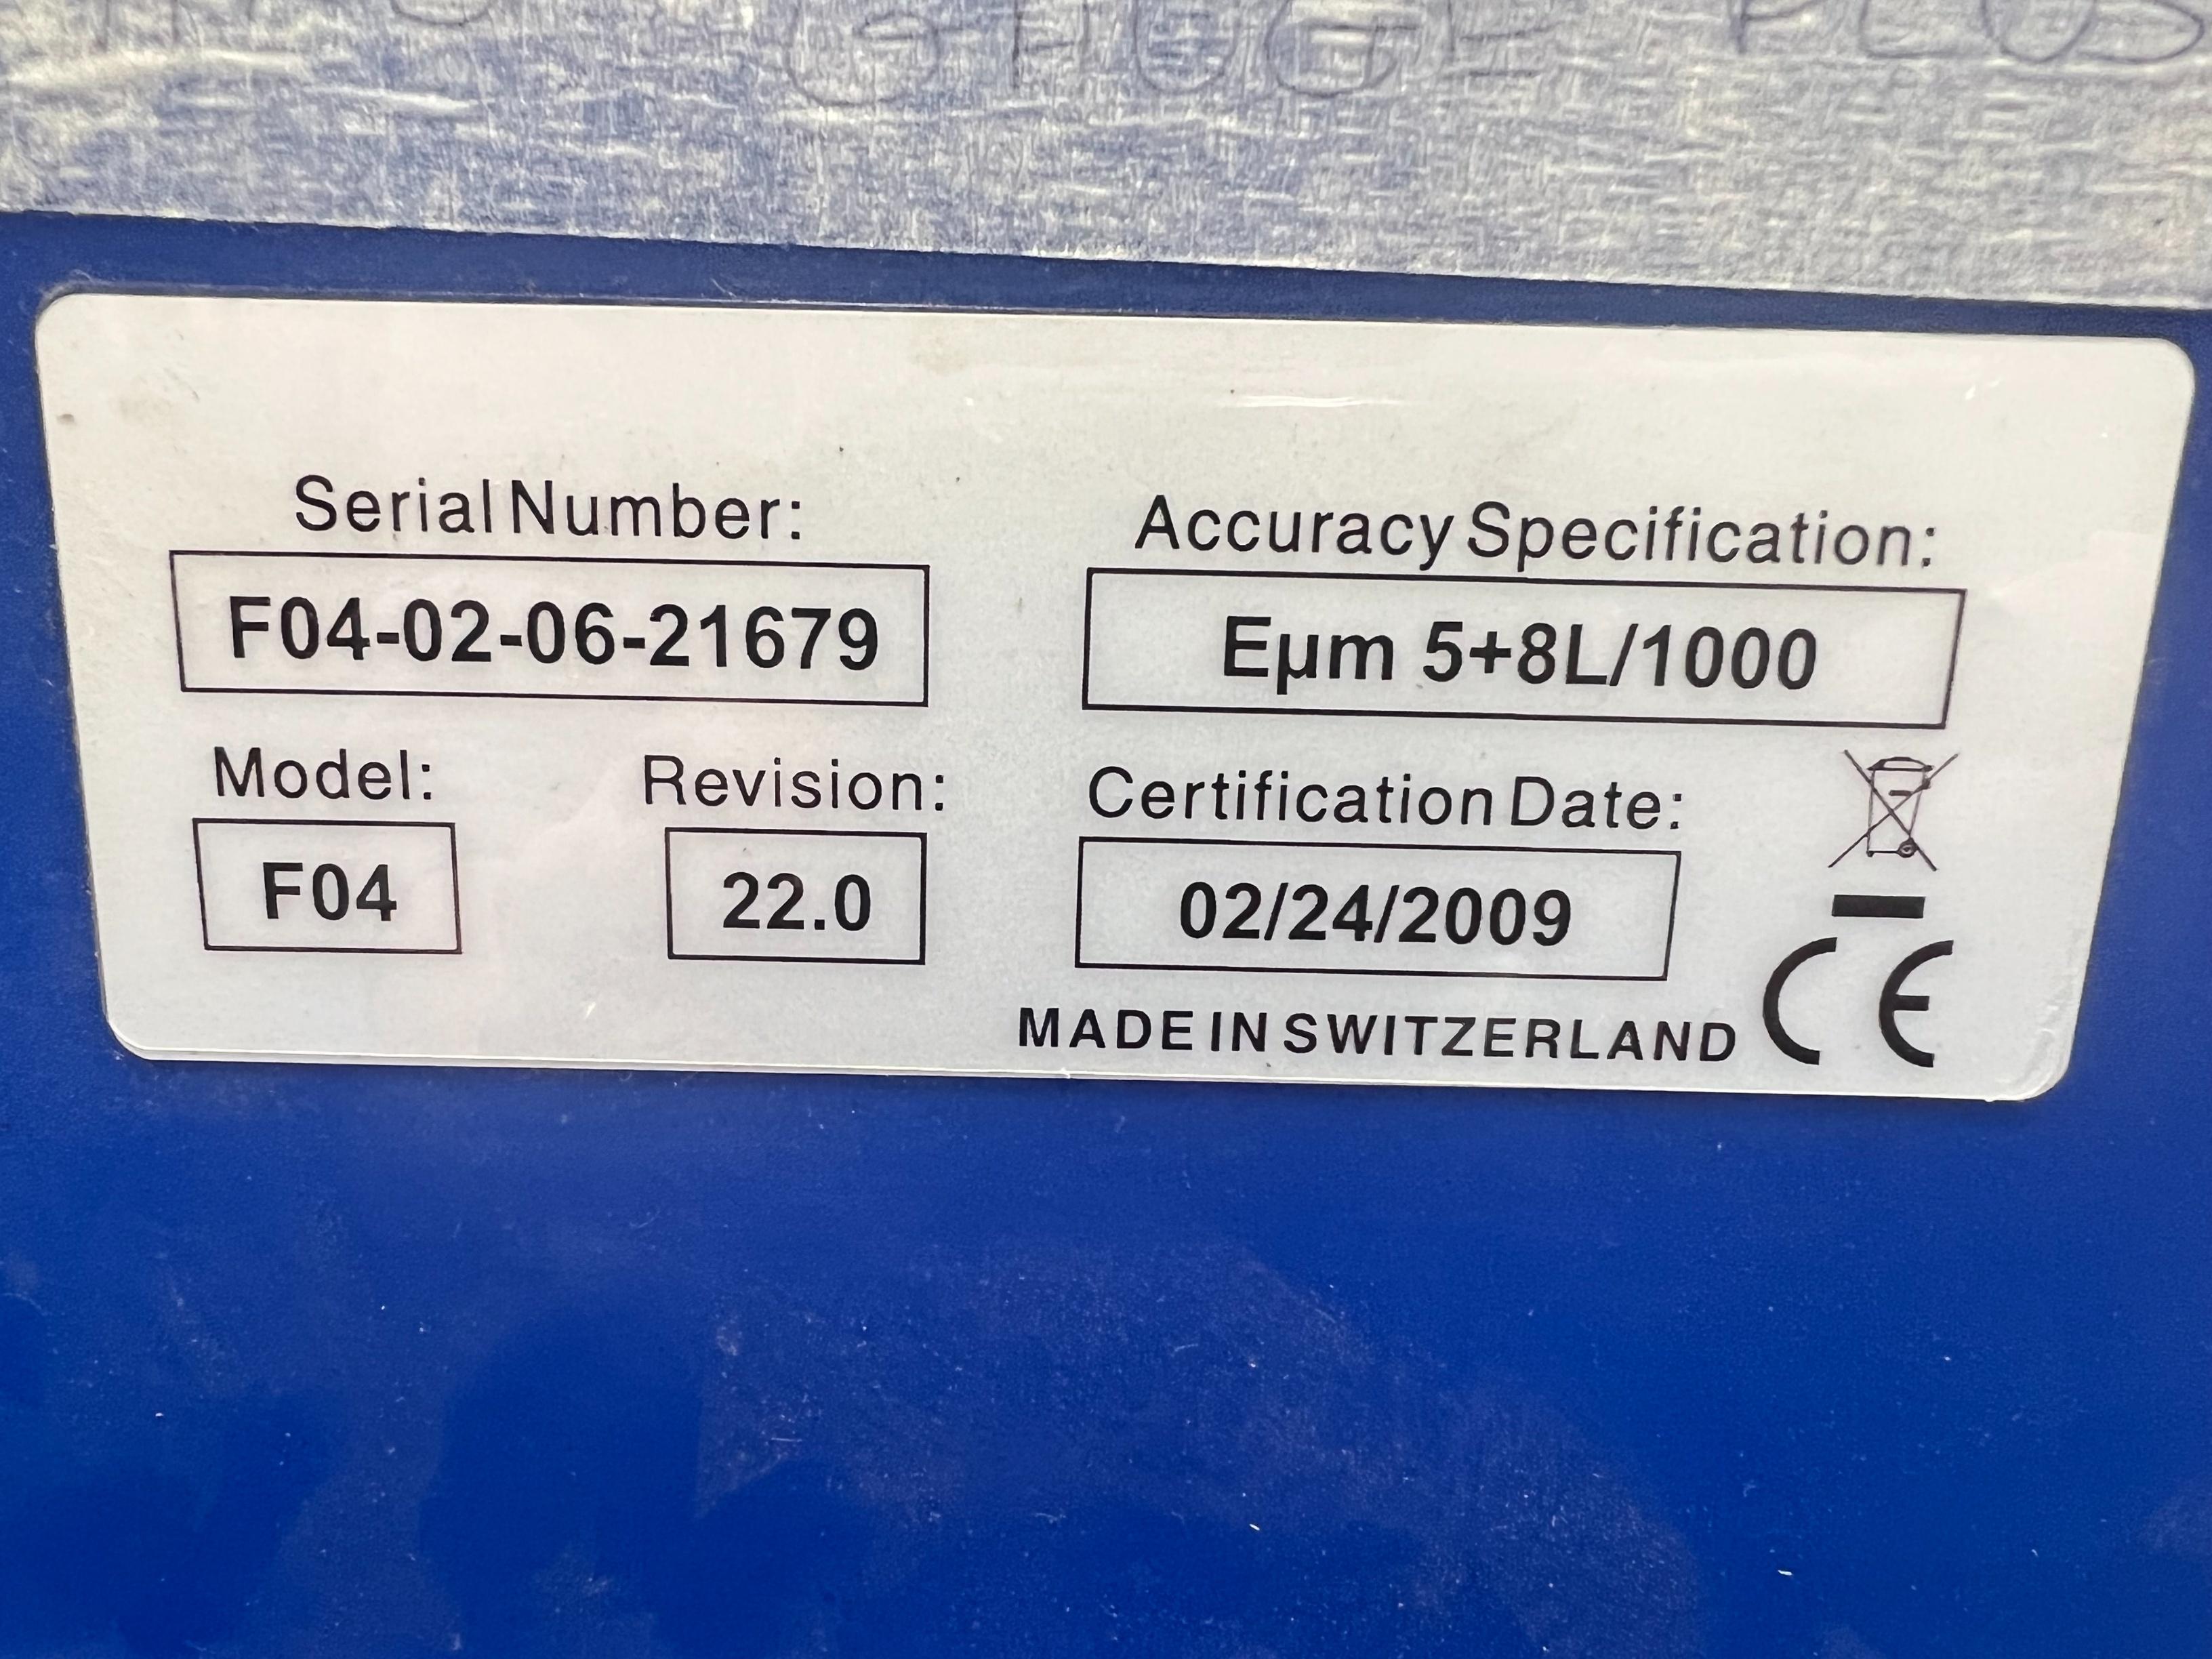 PLUS
Serial Number:
F04-02-06-21679
Accuracy Specification:
Eµm 5+8L/1000
Model:
F04
Revision:
22.0
Certification Date:
02/24/2009
MADE IN SWITZERLAND
CE